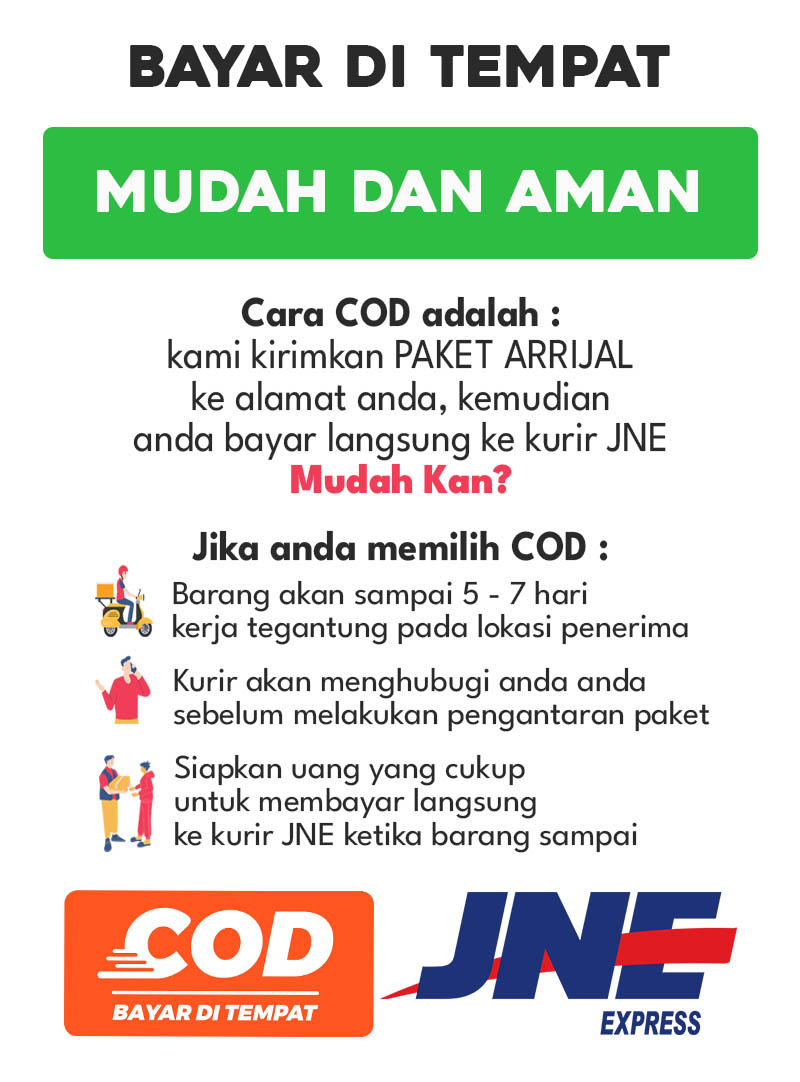 BAYAR DI TEMPAT
MUDAH DAN AMAN
Cara COD adalah :
kami kirimkan PAKET ARRIJAL
ke alamat anda, kemudian
anda bayar langsung ke kurir JNE
Mudah Kan?
Jika anda memilih COD :
Barang akan sampai 5 - 7 hari
kerja tegantung pada lokasi penerima
Kurir akan menghubugi anda anda
sebelum melakukan pengantaran paket
Siapkan uang yang cukup
untuk membayar langsung
ke kurir JNE ketika barang sampai
COD
BAYAR DI TEMPAT
JNE
EXPRESS